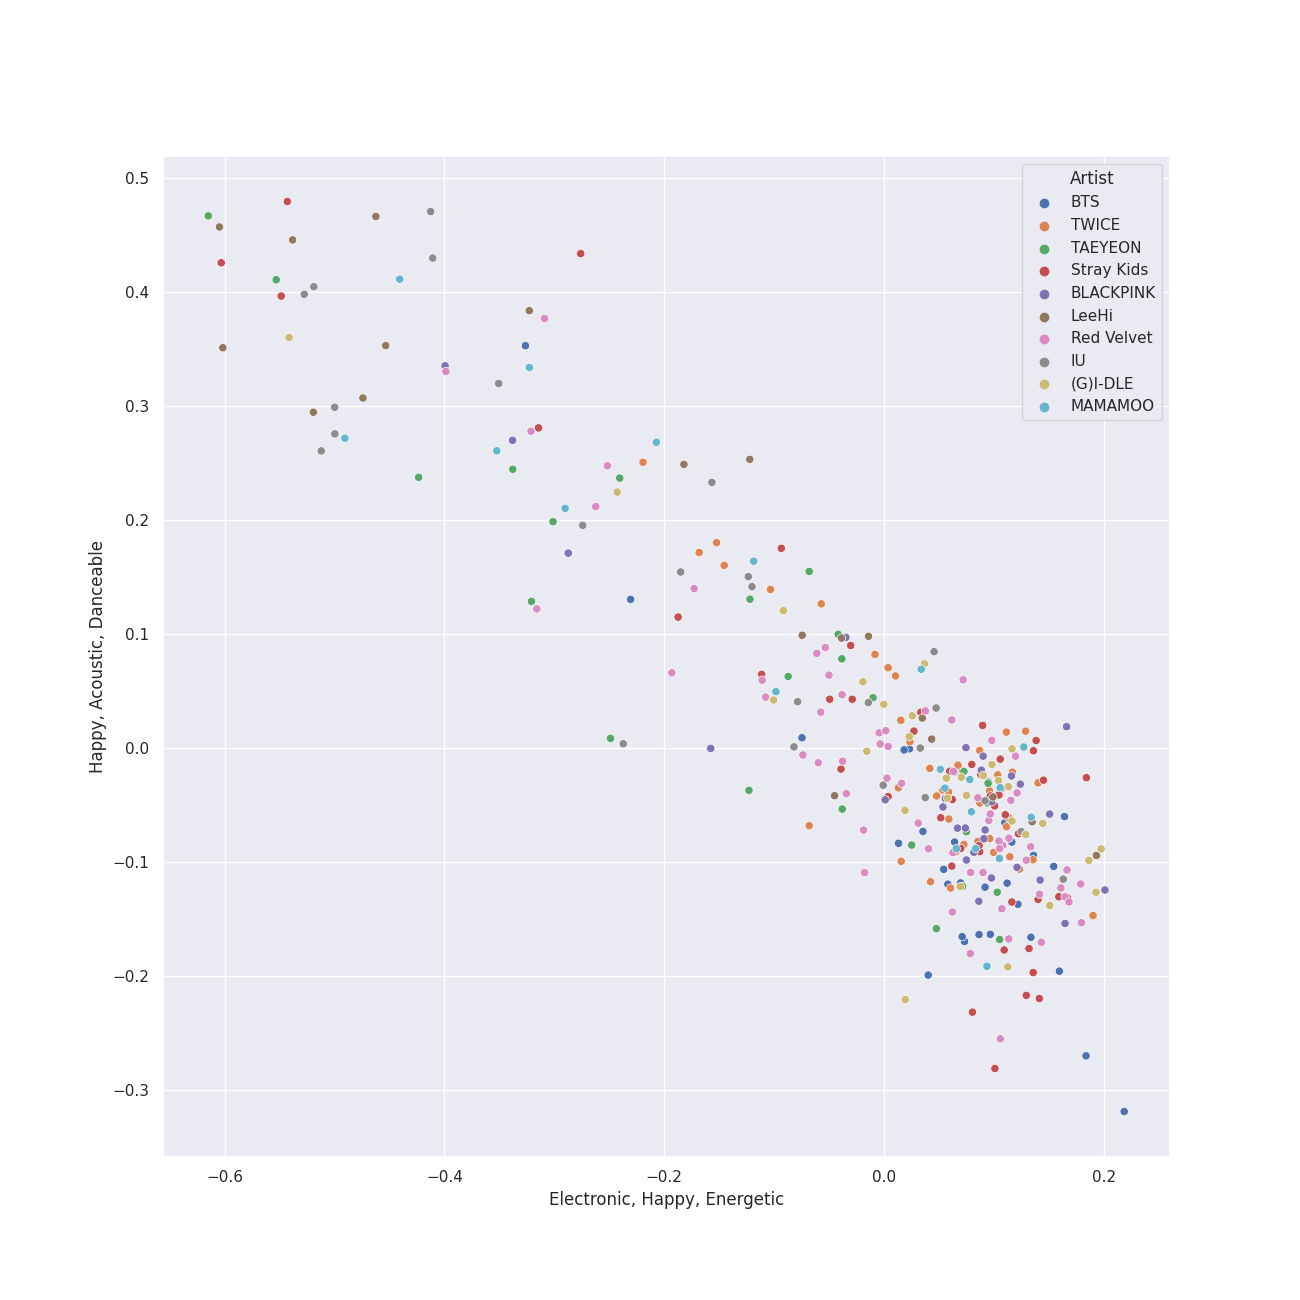 Artist
BTS
TWICE
TAEYEON
Stray Kids
BLACKPINK
LeeHi
Red Velvet
IU
(G)I-DLE
MAMAMOO
0.5
0.4
0.3
0.2
0.1
0.0
−0.1
−0.2
−0.3
Happy, Acoustic, Danceable
−0.6 −0.4 −0.2 0.0 0.2
Electronic, Happy, Energetic